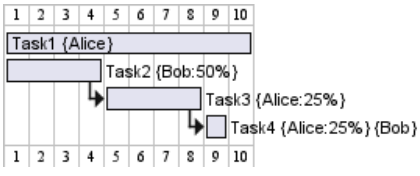 1 2 3 4 5 6 7 8 9 10
Task1 {Alice}
Task2 {Bob:50%}
Task3 {Alice:25%}
Task4 {Alice:25%} {Bob}
1 2 3 4 5 6 7 8 9 10